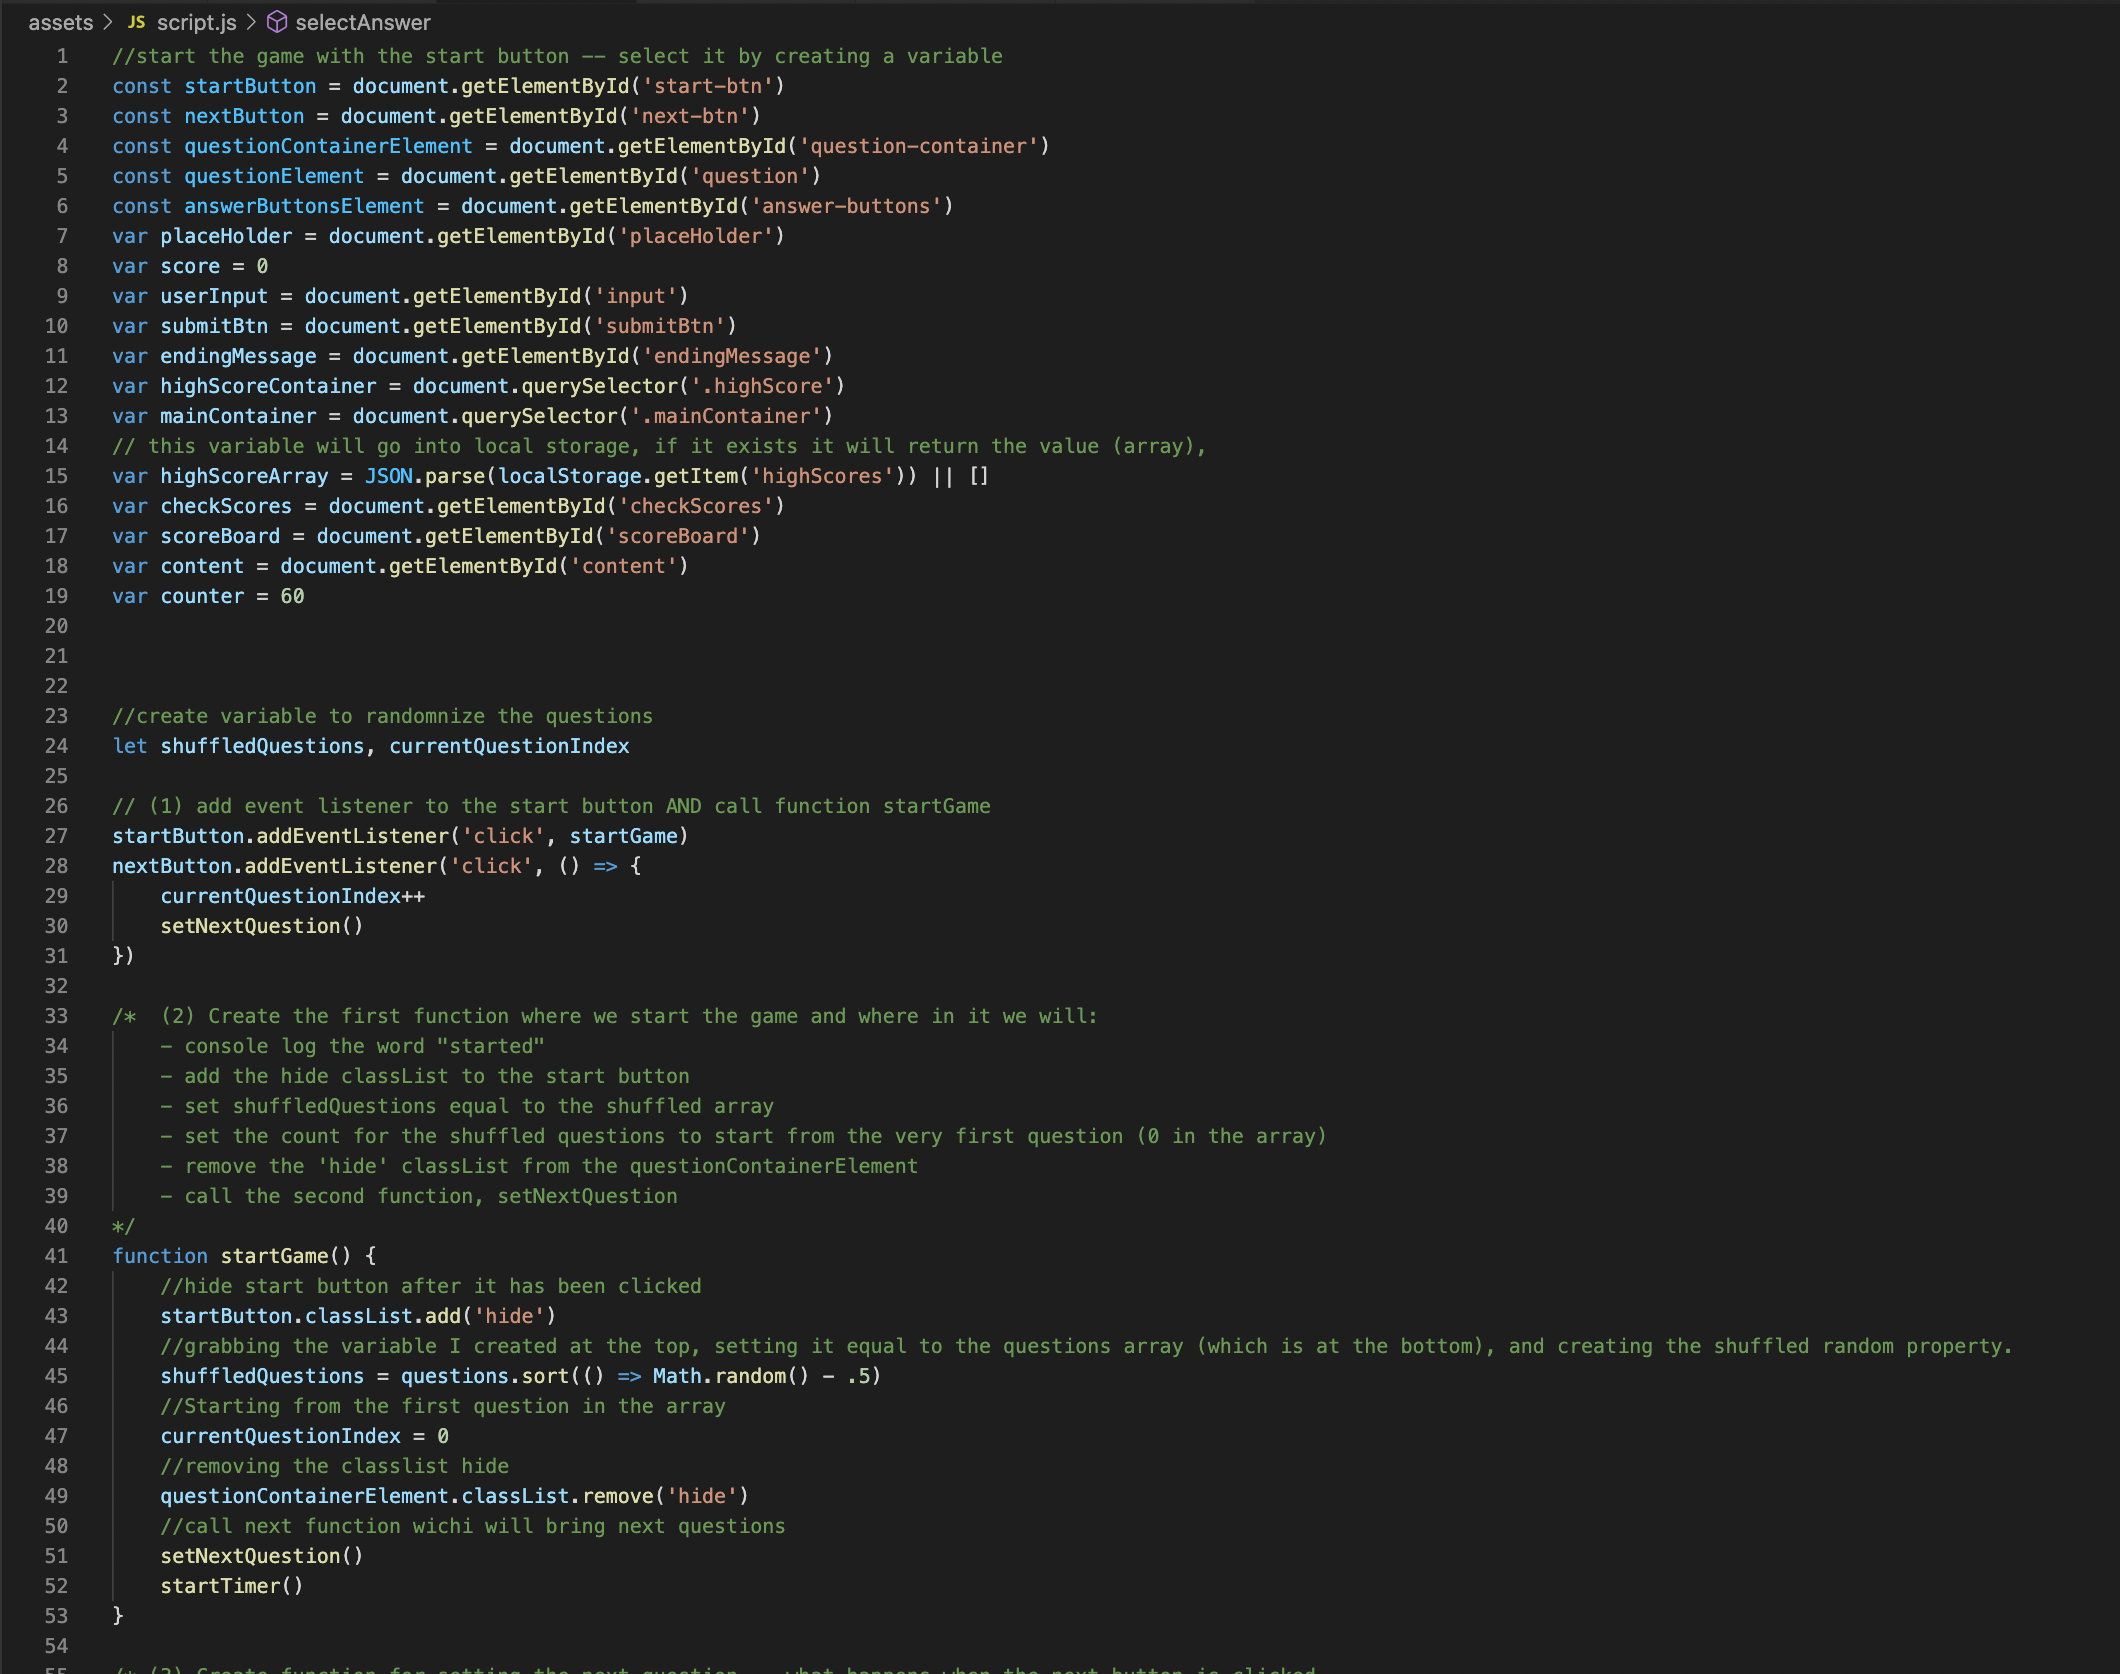 assets > JS script.js > selectAnswer
1 //start the game with the start button -- select it by creating a variable
2 const startButton = document.getElementById('start-btn')
3 const nextButton = document.getElementById('next-btn')
4 const questionContainerElement = document.getElementById('question-container')
5 const questionElement = document.getElementById('question')
6 const answerButtonsElement = document.getElementById('answer-buttons')
7 var placeHolder = document.getElementById('placeHolder')
8 var score = 0
9 var userInput = document.getElementById('input')
10 var submitBtn = document.getElementById('submitBtn')
11 var endingMessage = document.getElementById('endingMessage')
12 var highScoreContainer = document.querySelector('.highScore')
13 var mainContainer = document.querySelector('.mainContainer')
14 // this variable will go into local storage, if it exists it will return the value (array),
15 var highScoreArray = JSON.parse(localStorage.getItem('highScores')) || []
16 var checkScores = document.getElementById('checkScores')
17 var scoreBoard = document.getElementById('scoreBoard')
18 var content = document.getElementById('content')
19 var counter = 60
20
21
22
23 //create variable to randomnize the questions
24 let shuffledQuestions, currentQuestionIndex
25
26 // (1) add event listener to the start button AND call function startGame
27 startButton.addEventListener('click', startGame)
28 nextButton.addEventListener('click', () => {
29     currentQuestionIndex++
30     setNextQuestion()
31 })
32
33 /*  (2) Create the first function where we start the game and where in it we will:
34     - console log the word "started"
35     - add the hide classList to the start button
36     - set shuffledQuestions equal to the shuffled array
37     - set the count for the shuffled questions to start from the very first question (0 in the array)
38     - remove the 'hide' classList from the questionContainerElement
39     - call the second function, setNextQuestion
40 */
41 function startGame() {
42     //hide start button after it has been clicked
43     startButton.classList.add('hide')
44     //grabbing the variable I created at the top, setting it equal to the questions array (which is at the bottom), and creating the shuffled random property.
45     shuffledQuestions = questions.sort(() => Math.random() - .5)
46     //Starting from the first question in the array
47     currentQuestionIndex = 0
48     //removing the classlist hide
49     questionContainerElement.classList.remove('hide')
50     //call next function wichi will bring next questions
51     setNextQuestion()
52     startTimer()
53 }
54
55 /* (3) Create function for setting the next question what happens when the next button is clicked